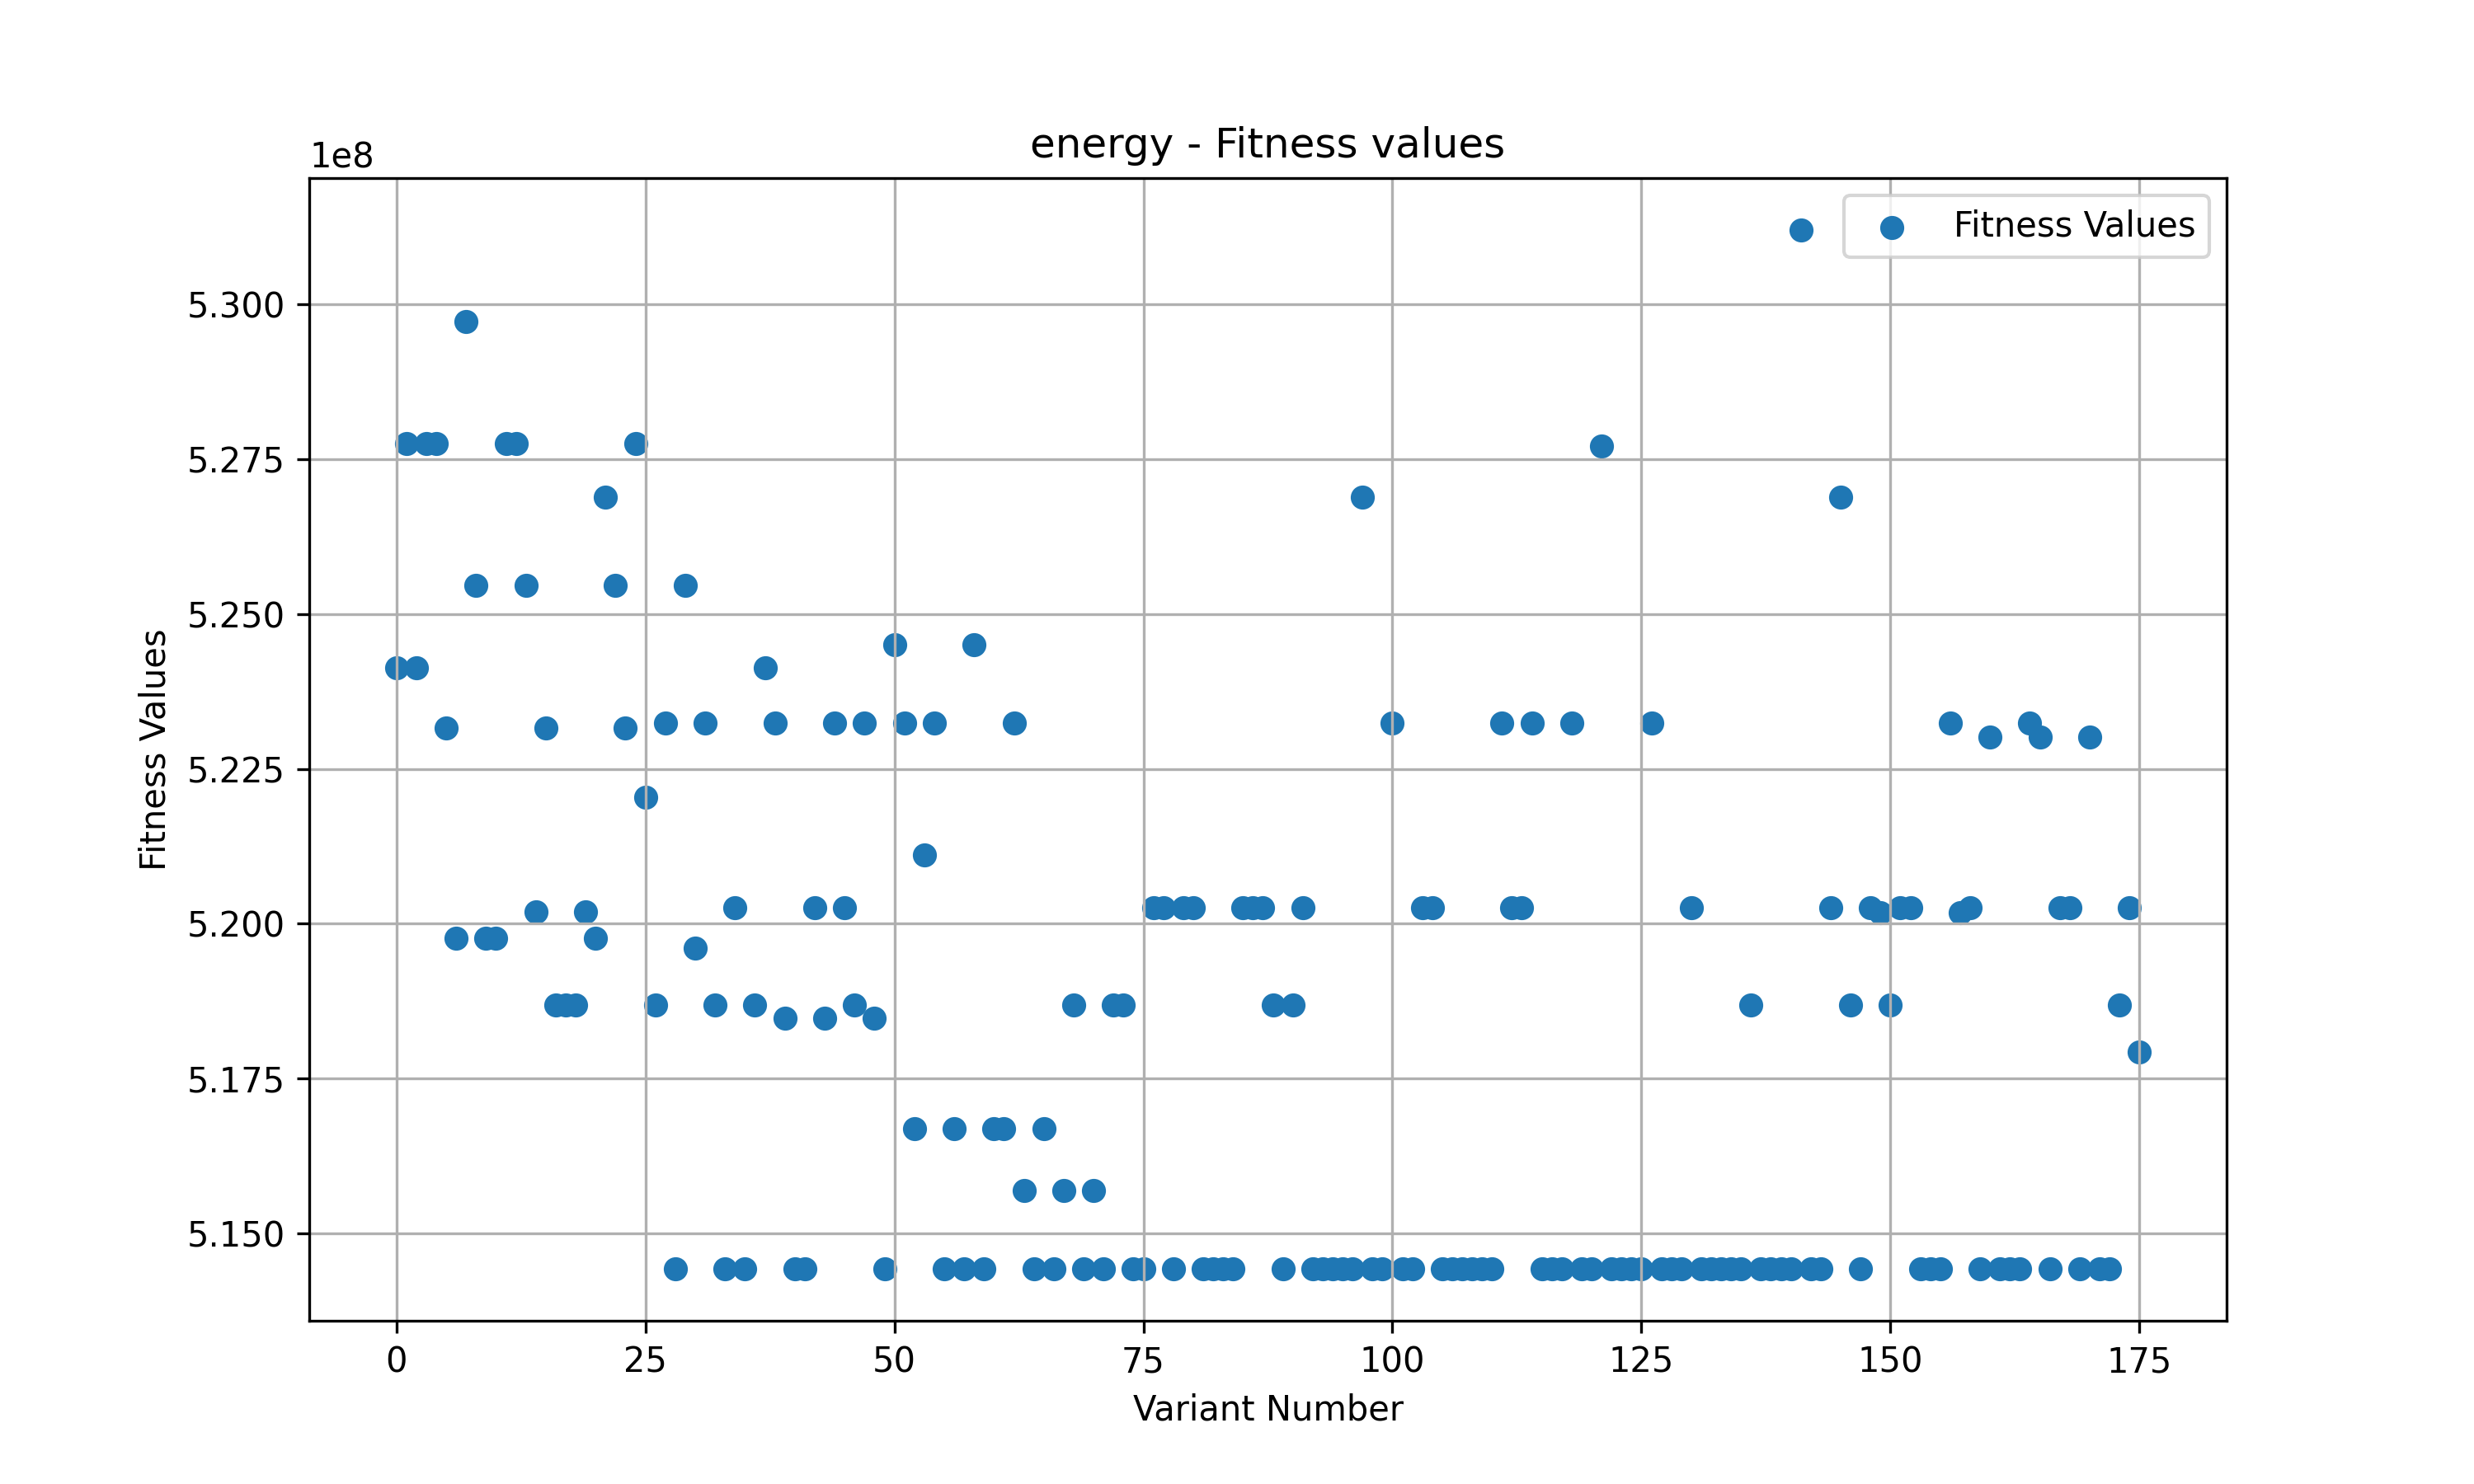 energy - Fitness values
1e8
Fitness Values
5.300
5.275
5.250
5.225
5.200
5.175
5.150
Fitness Values
0 25 50 75 100 125 150 175
Variant Number